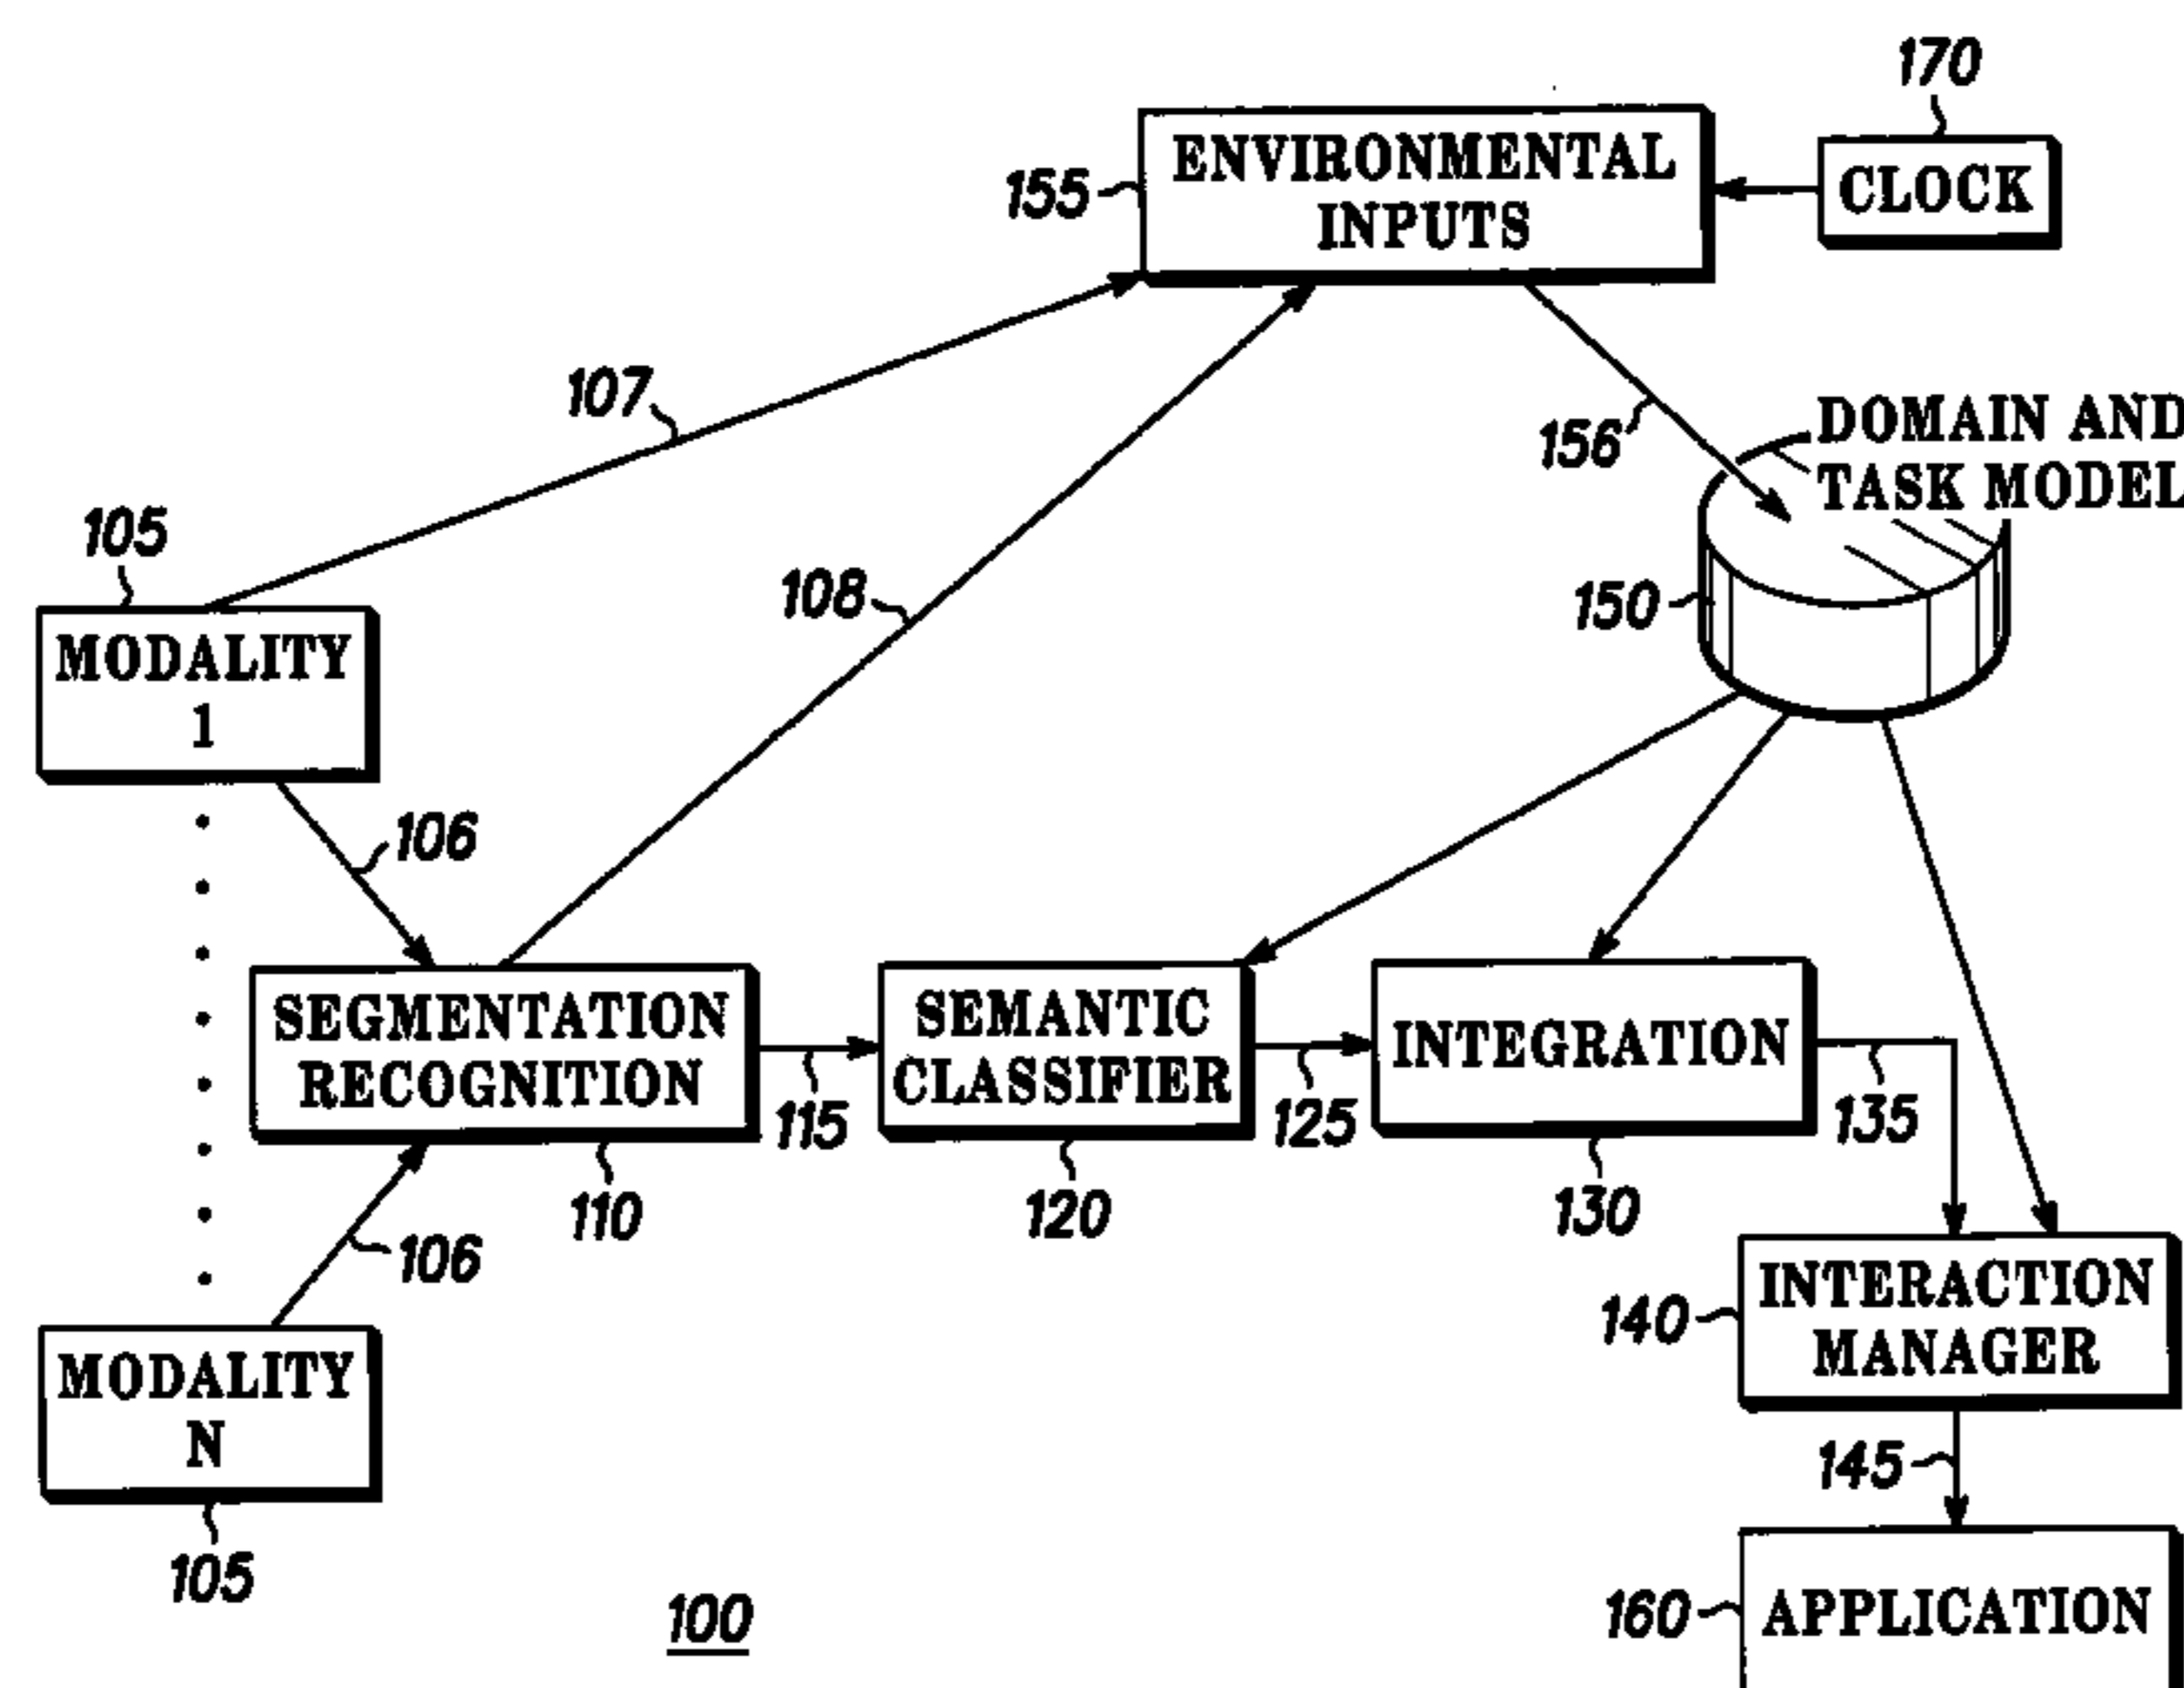 170
ENVIRONMENTAL
INPUTS
CLOCK
155
107
156
DOMAIN AND
TASK MODEL
105
108
150
MODALITY
1
106
SEGMENTATION
RECOGNITION
SEMANTIC
CLASSIFIER
INTEGRATION
115
125
135
110
120
130
106
INTERACTION
MANAGER
140
MODALITY
N
145
105
100
160
APPLICATION